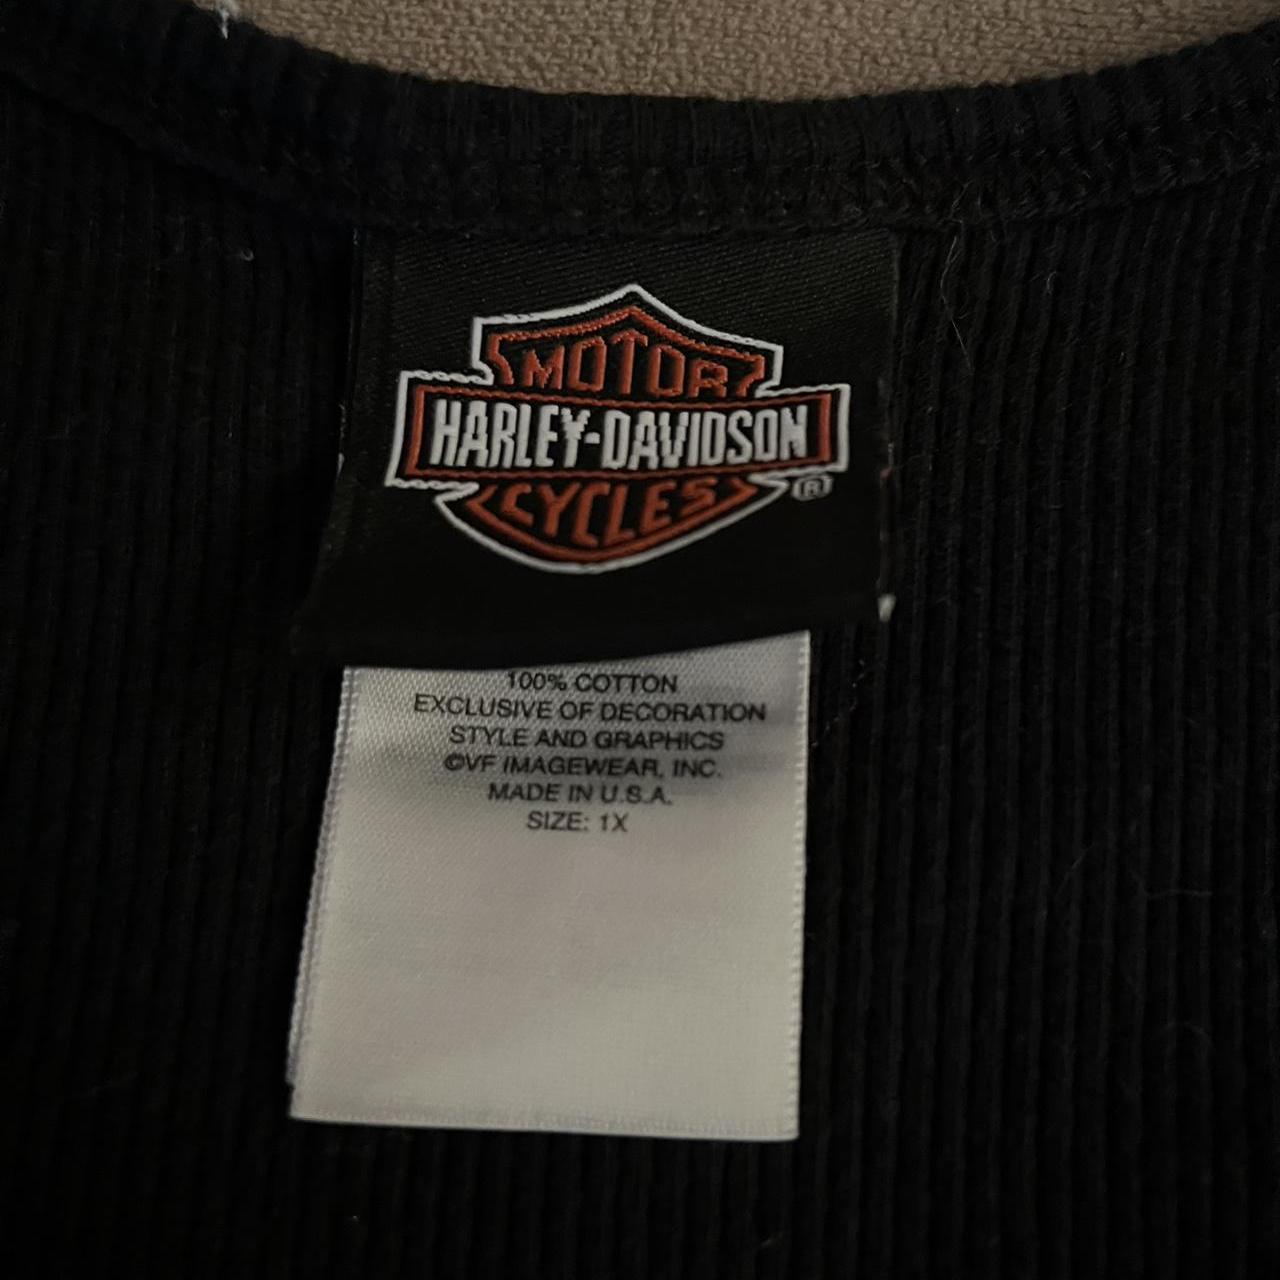 MOTOR
HARLEY-DAVIDSON
CYCLES
®
100% COTTON
EXCLUSIVE OF DECORATION
STYLE AND GRAPHICS
©VF IMAGEWEAR, INC.
MADE IN U.S.A.
SIZE: 1X